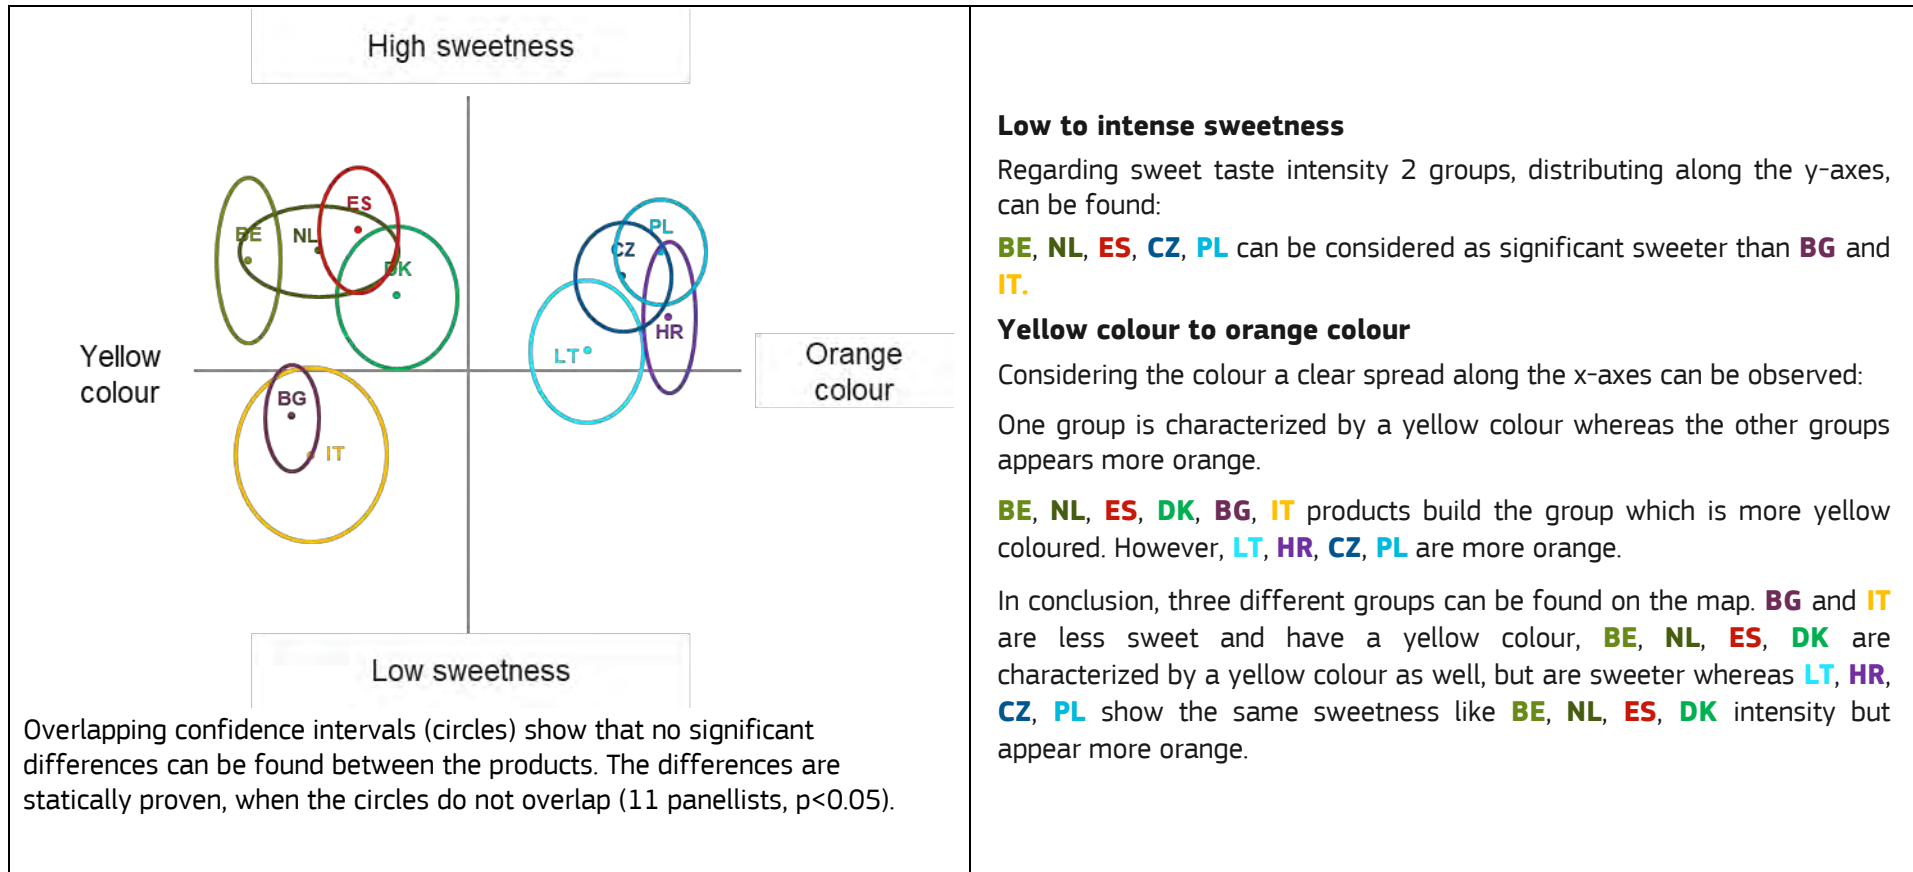 High sweetness
ES
BE
NL
DK
PL
CZ
HR
LT
Yellow
colour
Orange
colour
BG
IT
Low sweetness
Overlapping confidence intervals (circles) show that no significant
differences can be found between the products. The differences are
statically proven, when the circles do not overlap (11 panellists, p<0.05).
Low to intense sweetness
Regarding sweet taste intensity 2 groups, distributing along the y-axes,
can be found:
BE, NL, ES, CZ, PL can be considered as significant sweeter than BG and
IT.
Yellow colour to orange colour
Considering the colour a clear spread along the x-axes can be observed:
One group is characterized by a yellow colour whereas the other groups
appears more orange.
BE, NL, ES, DK, BG, IT products build the group which is more yellow
coloured. However, LT, HR, CZ, PL are more orange.
In conclusion, three different groups can be found on the map. BG and IT
are less sweet and have a yellow colour, BE, NL, ES, DK are
characterized by a yellow colour as well, but are sweeter whereas LT, HR,
CZ, PL show the same sweetness like BE, NL, ES, DK intensity but
appear more orange.